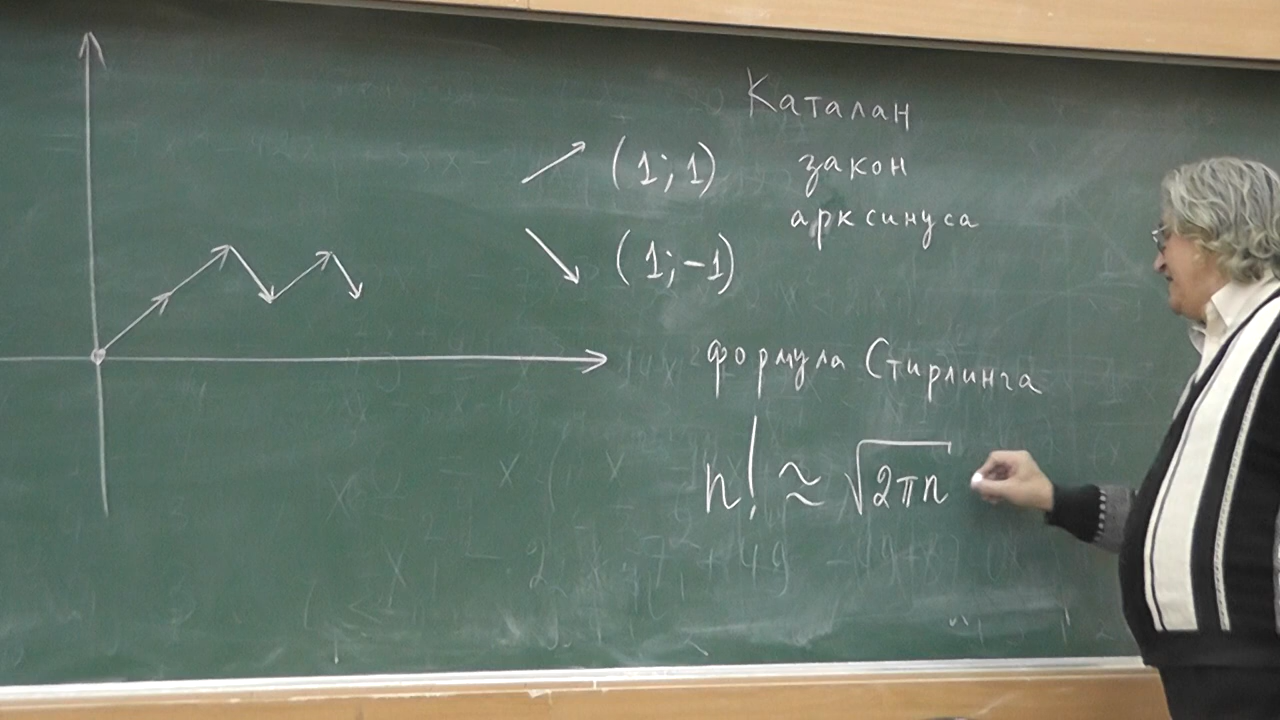 Каталан
(1;1) закон
арксинуса
(1;-1)
формула Стирлинга
n! ≈ √2πn